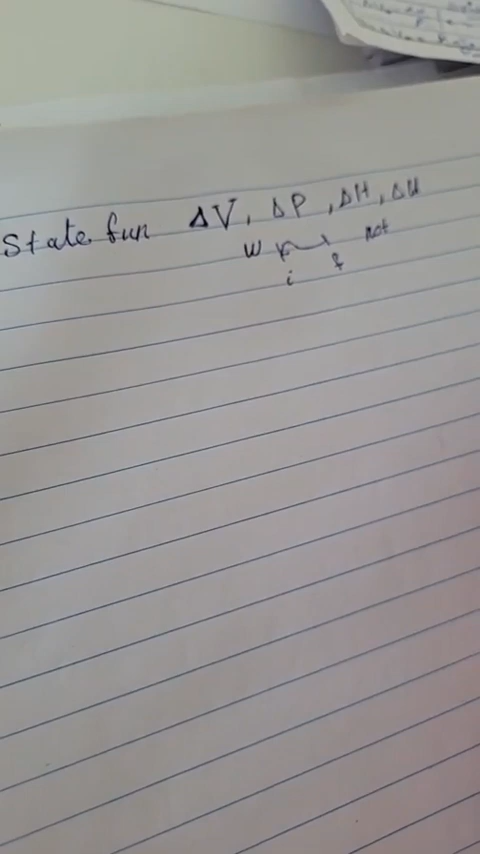 State fun ΔV, ΔP, ΔH, ΔU
W not
i f